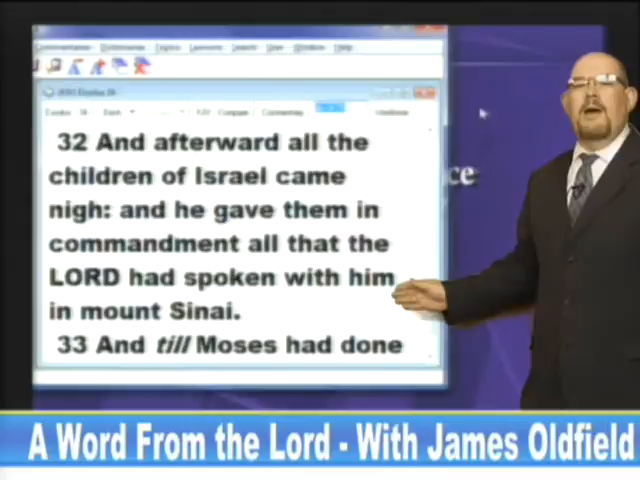 32 And afterward all the
children of Israel came
nigh: and he gave them in
commandment all that the
LORD had spoken with him
in mount Sinai.
33 And till Moses had done
ce
A Word From the Lord - With James Oldfield